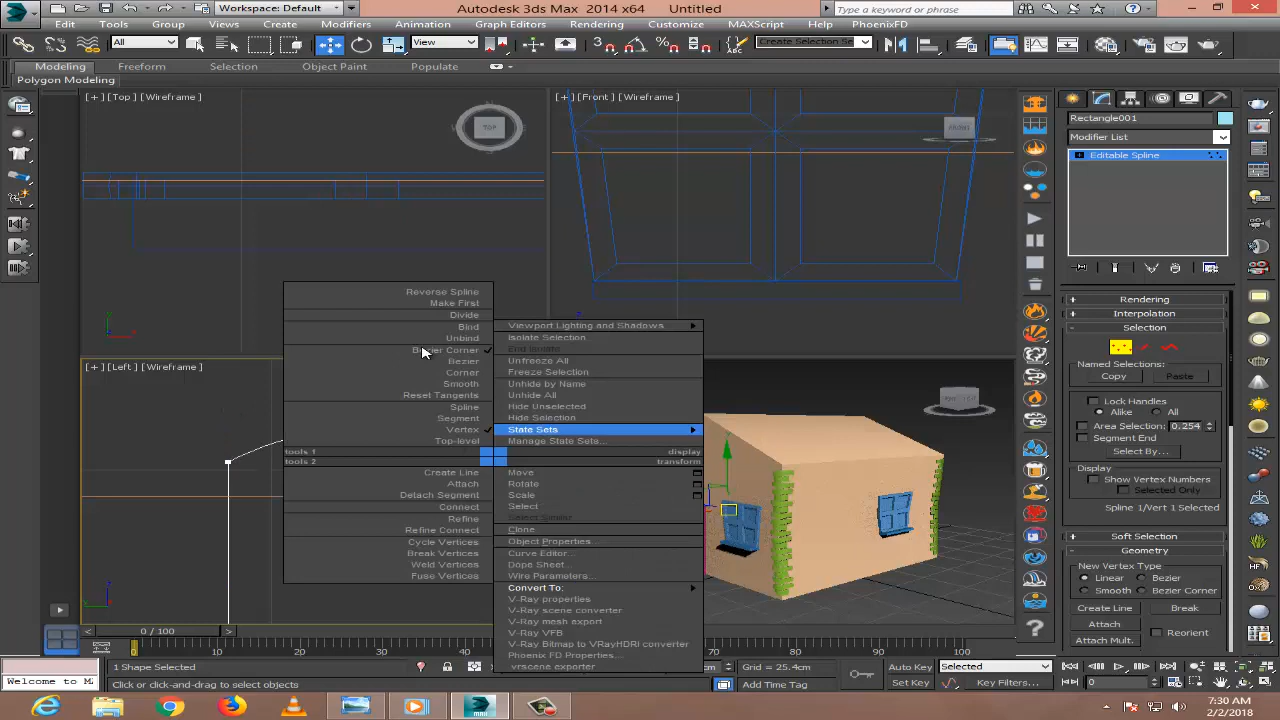 Workspace: Default
Autodesk 3ds Max 2014 x64 Untitled
Type a keyword or phrase
Edit Tools Group Views Create Modifiers Animation Graph Editors Rendering Customize MAXScript Help PhoenixFD
All
View
Create Selection Se
Modeling Freeform Selection Object Paint Populate
Polygon Modeling
[+][Top][Wireframe]
TOP
[+][Front][Wireframe]
FRONT
Rectangle001
Modifier List
Editable Spline
[+][Left][Wireframe]
Reverse Spline
Make First
Divide
Bind
Unbind
Bezier Corner
Bezier
Corner
Smooth
Reset Tangents
Spline
Segment
Vertex
Top-level
tools 1
tools 2
Create Line
Attach
Detach Segment
Connect
Refine
Refine Connect
Cycle Vertices
Break Vertices
Weld Vertices
Fuse Vertices
Viewport Lighting and Shadows
Isolate Selection
End Isolate
Unfreeze All
Freeze Selection
Unhide by Name
Unhide All
Hide Unselected
Hide Selection
State Sets
Manage State Sets...
display
transform
Move
Rotate
Scale
Select
Select Similar
Clone
Object Properties...
Curve Editor...
Dope Sheet...
Wire Parameters...
Convert To:
V-Ray properties
V-Ray scene converter
V-Ray mesh export
V-Ray VFB
V-Ray Bitmap to VRayHDRI converter
Phoenix FD Properties...
.vrscene exporter
Rendering
Interpolation
Selection
Named Selections:
Copy Paste
Lock Handles
Alike All
Area Selection: 0.254
Segment End
Select By...
Display
Show Vertex Numbers
Selected Only
Spline 1/Vert 1 Selected
Soft Selection
Geometry
New Vertex Type
Linear Bezier
Smooth Bezier Corner
Create Line Break
Attach Reorient
Attach Mult.
0 / 100
10 20 30 40 70 80 90 100
1 Shape Selected
Grid = 25.4cm
Auto Key Selected
Welcome to M
Click or click-and-drag to select objects
Add Time Tag
Set Key Key Filters...
0
7:30 AM
2/2/2018